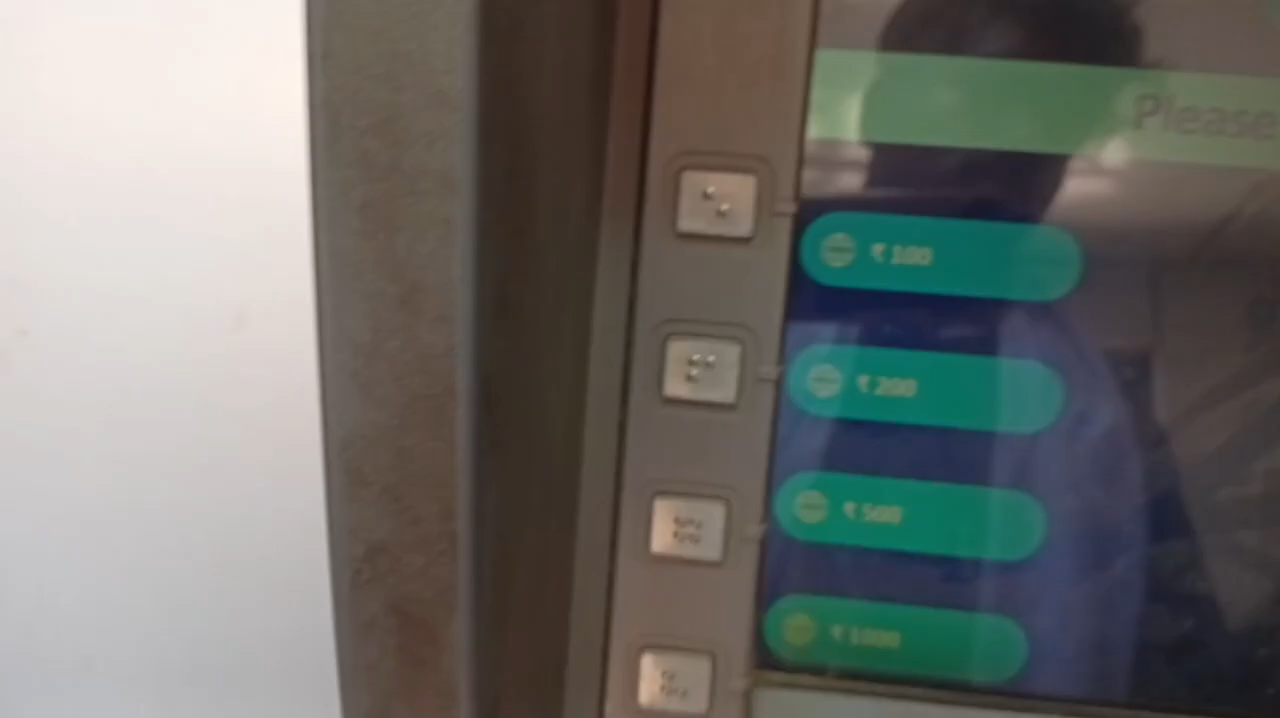 Please
₹ 100
₹ 200
₹ 500
₹ 1000